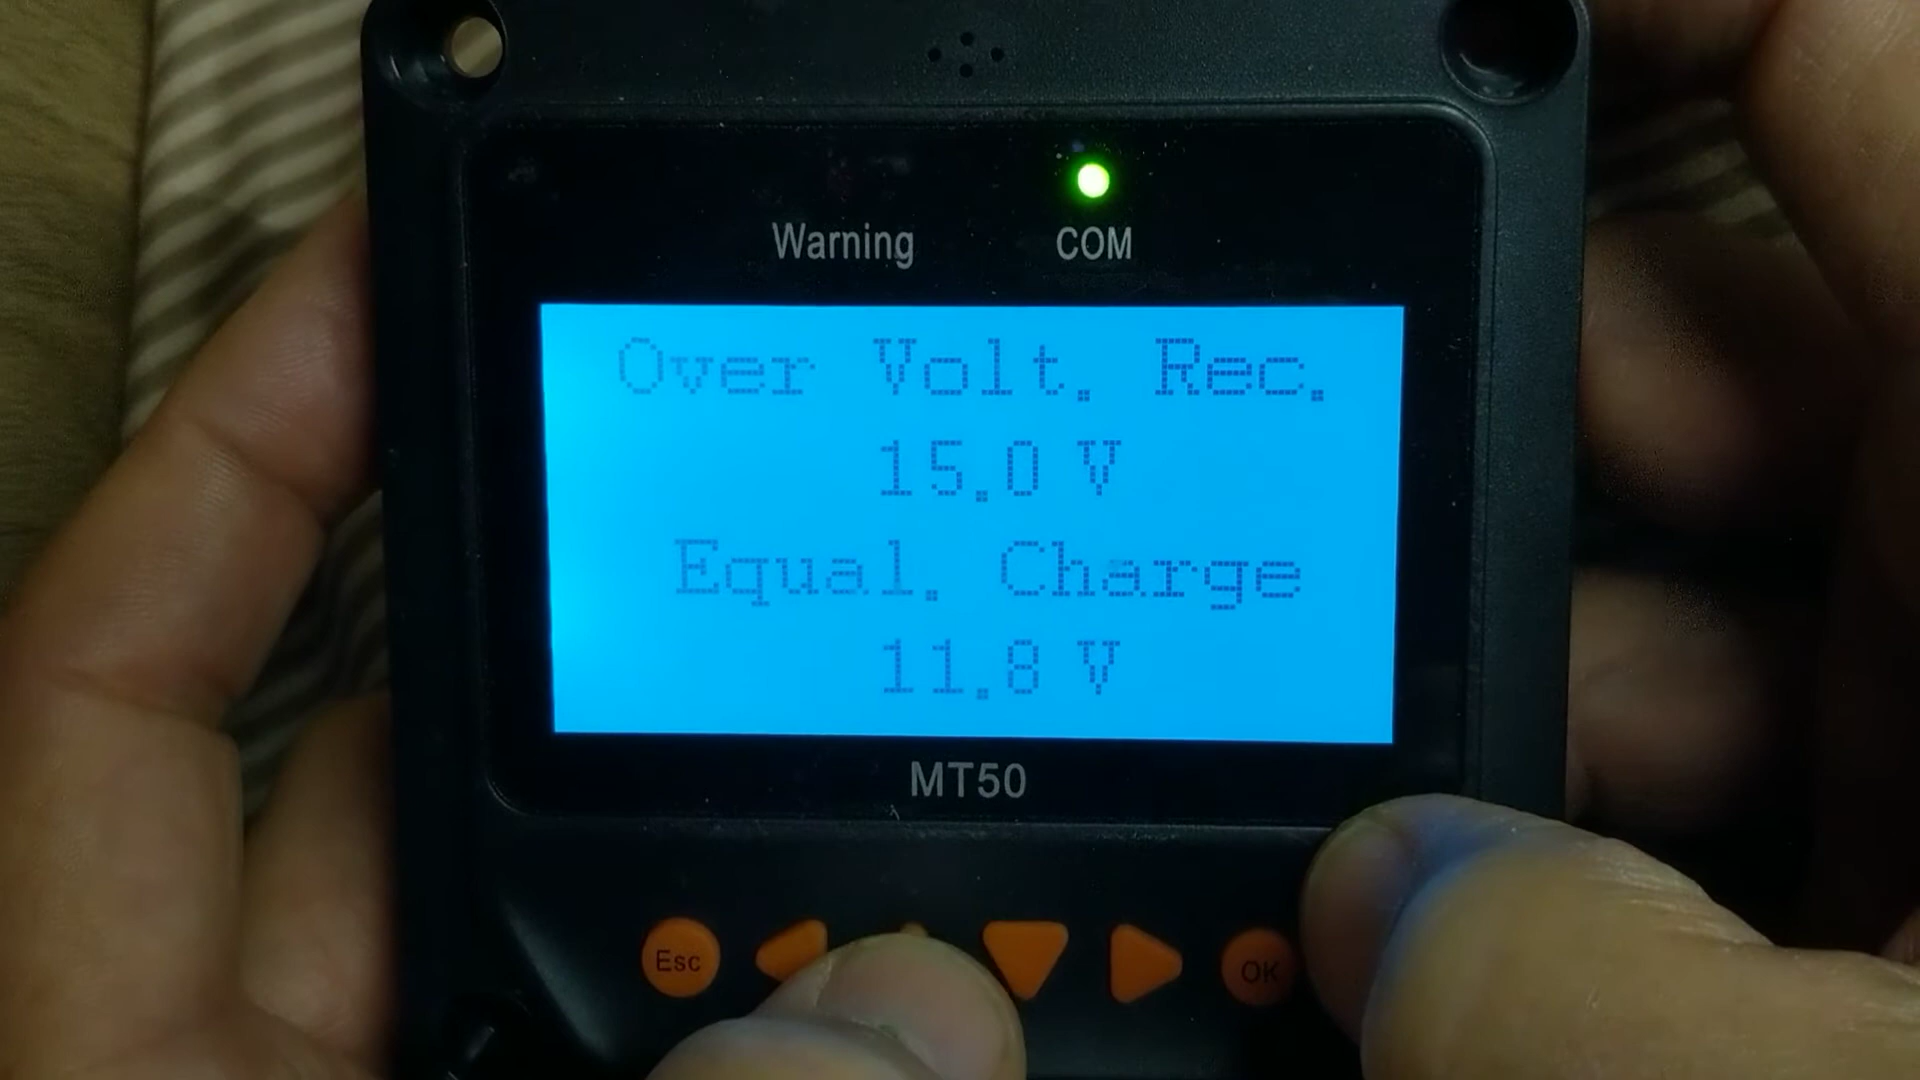 Warning COM
Over Volt. Rec.
15.0 V
Equal. Charge
11.8 V
MT50
Esc OK